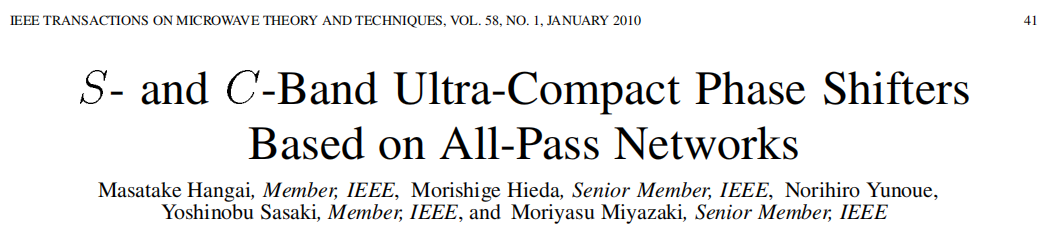 IEEE TRANSACTIONS ON MICROWAVE THEORY AND TECHNIQUES, VOL. 58, NO. 1, JANUARY 2010 41
S- and C-Band Ultra-Compact Phase Shifters
Based on All-Pass Networks
Masatake Hangai, Member, IEEE, Morishige Hieda, Senior Member, IEEE, Norihiro Yunoue,
Yoshinobu Sasaki, Member, IEEE, and Moriyasu Miyazaki, Senior Member, IEEE